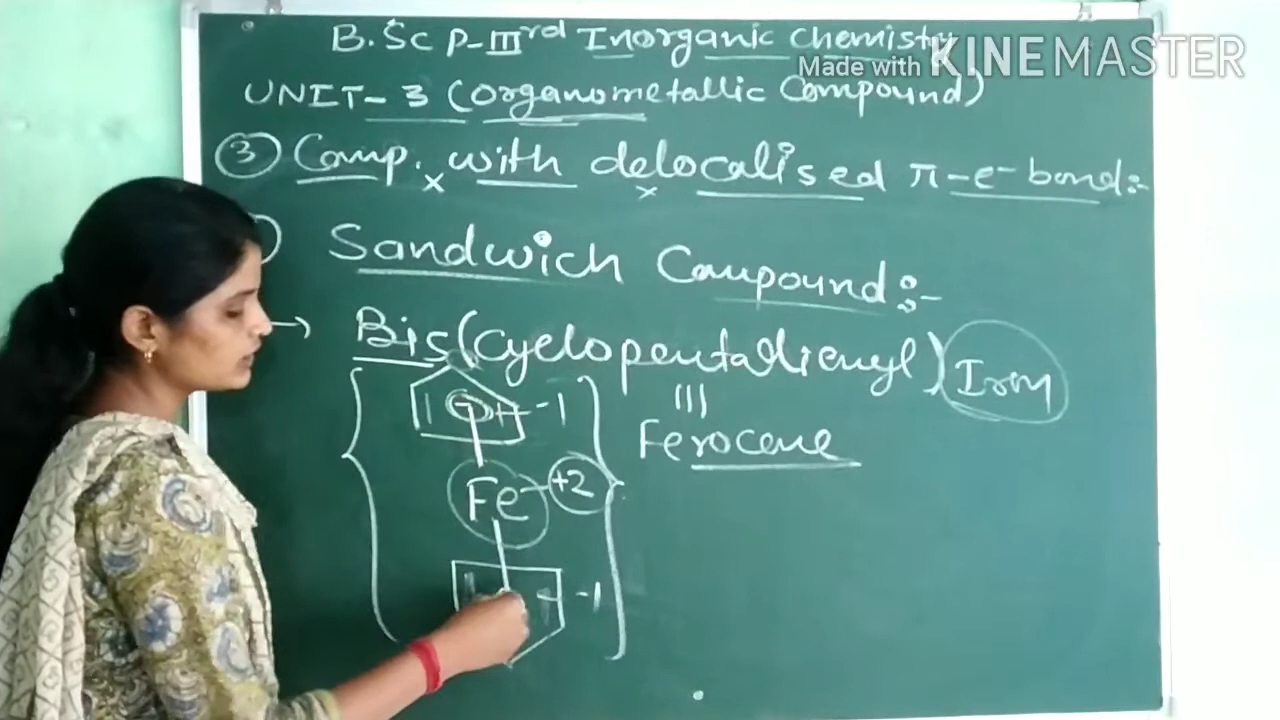 B.Sc P-IIIrd Inorganic Chemistry
Made with KINEMASTER
UNIT-3 (Organometallic Compound)
③ Comp. with delocalised π-e⁻ bond:-
Sandwich Compound:-
→ Bis(Cyclopentadienyl) Iron
-1
Ferocene
Fe +2
-1